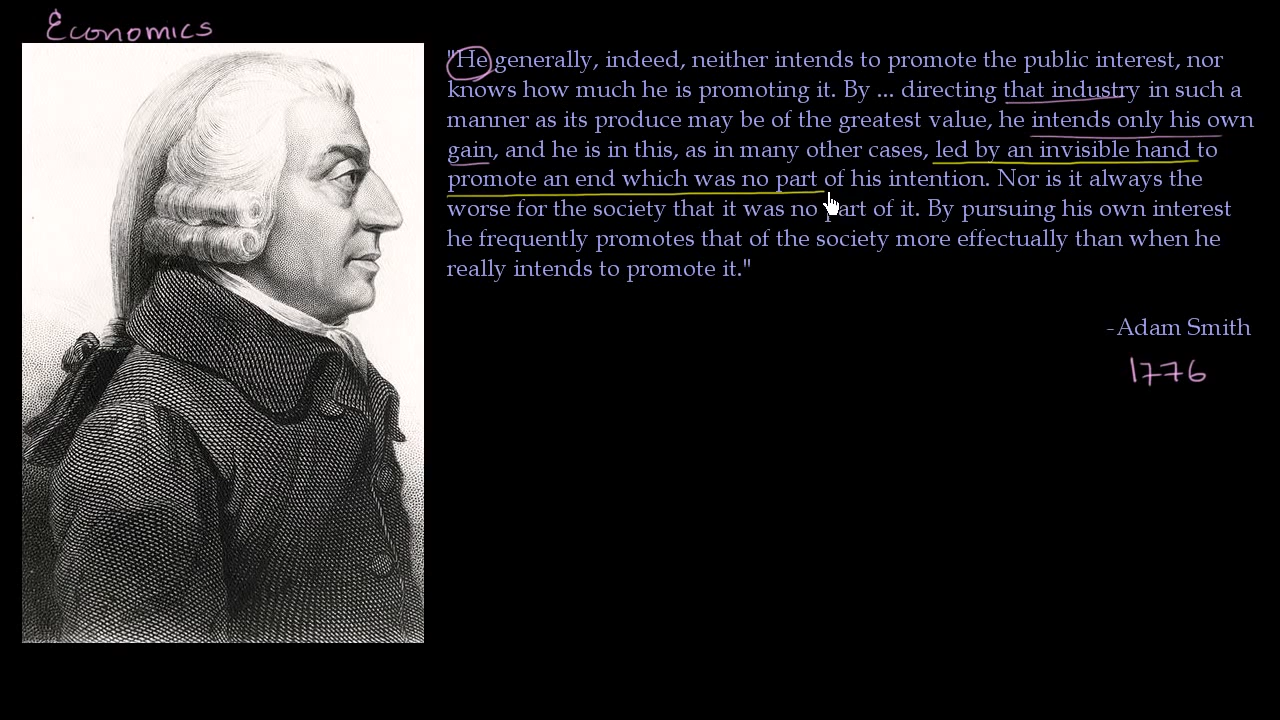 Economics
"He generally, indeed, neither intends to promote the public interest, nor
knows how much he is promoting it. By ... directing that industry in such a
manner as its produce may be of the greatest value, he intends only his own
gain, and he is in this, as in many other cases, led by an invisible hand to
promote an end which was no part of his intention. Nor is it always the
worse for the society that it was no part of it. By pursuing his own interest
he frequently promotes that of the society more effectually than when he
really intends to promote it."
-Adam Smith
1776